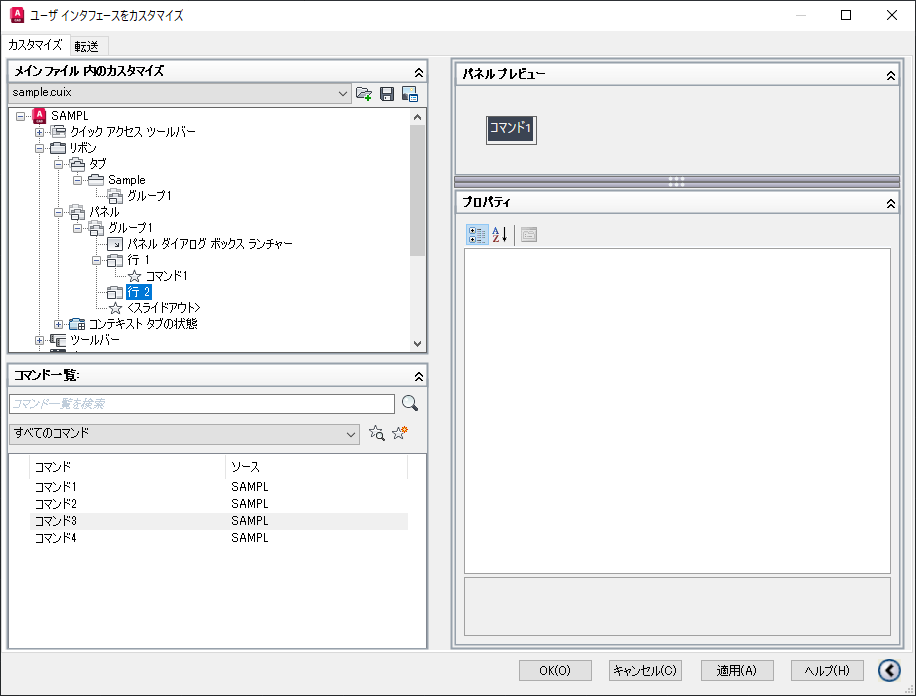 ユーザ インタフェースをカスタマイズ
カスタマイズ 転送
メイン ファイル 内のカスタマイズ
sample.cuix
SAMPL
クイック アクセス ツールバー
リボン
タブ
Sample
グループ1
パネル
グループ1
パネル ダイアログ ボックス ランチャー
行 1
コマンド1
行 2
<スライドアウト>
コンテキスト タブの状態
ツールバー
コマンド一覧:
コマンド一覧を検索
すべてのコマンド
コマンド ソース
コマンド1 SAMPL
コマンド2 SAMPL
コマンド3 SAMPL
コマンド4 SAMPL
パネル プレビュー
コマンド1
プロパティ
OK(O) キャンセル(C) 適用(A) ヘルプ(H)